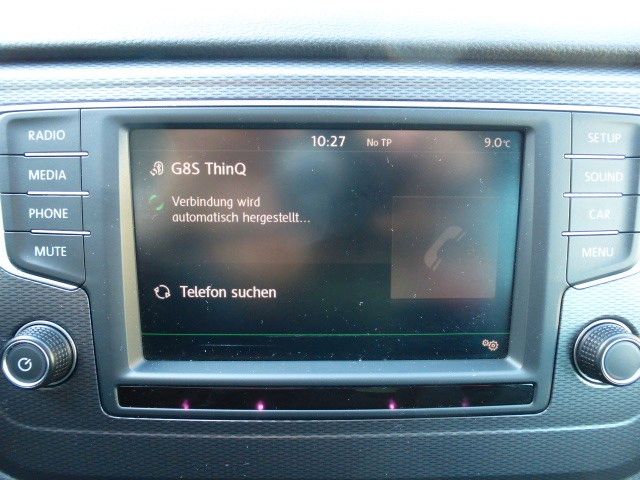 RADIO
MEDIA
PHONE
MUTE
10:27
No TP
9.0°C
G8S ThinQ
Verbindung wird
automatisch hergestellt...
Telefon suchen
SETUP
SOUND
CAR
MENU